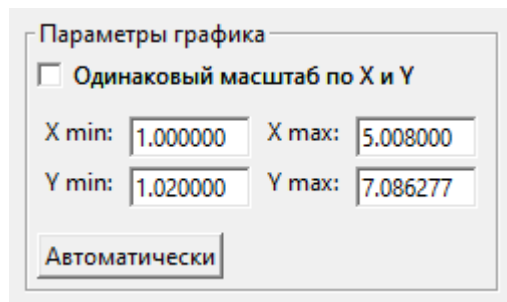 Параметры графика
Одинаковый масштаб по X и Y
X min: 1.000000 X max: 5.008000
Y min: 1.020000 Y max: 7.086277
Автоматически